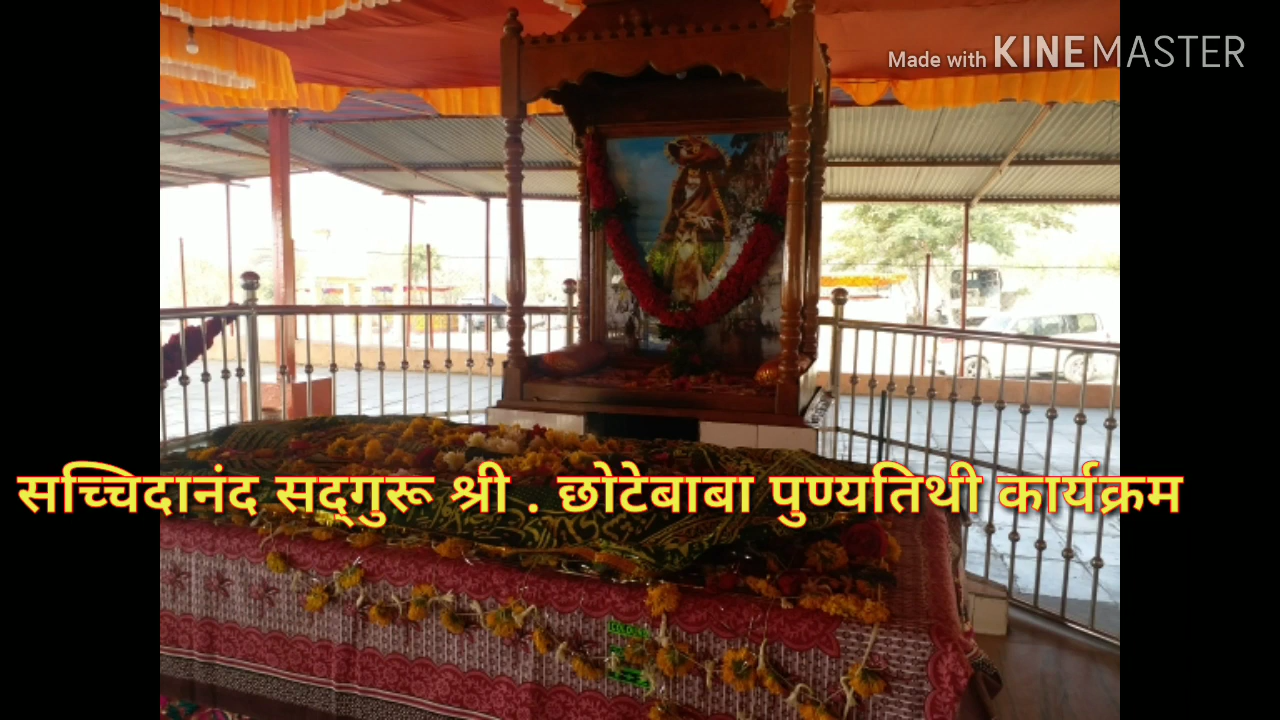 Made with KINEMASTER
सच्चिदानंद सद्गुरू श्री . छोटेबाबा पुण्यतिथी कार्यक्रम